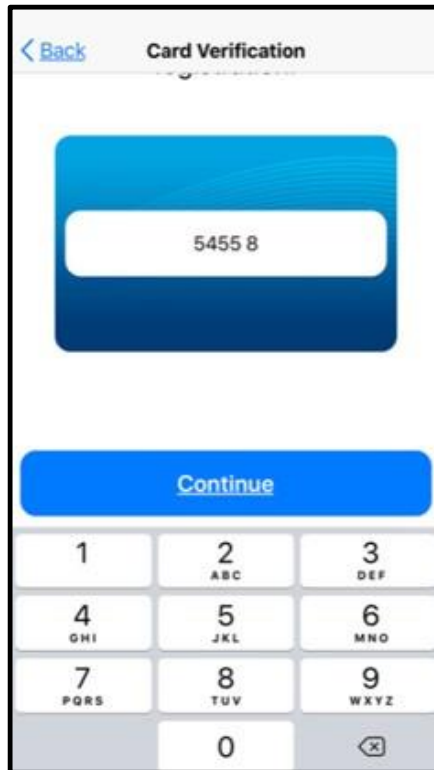 Back
Card Verification
5455 8
Continue
1
2
ABC
3
DEF
4
GHI
5
JKL
6
MNO
7
PQRS
8
TUV
9
WXYZ
0